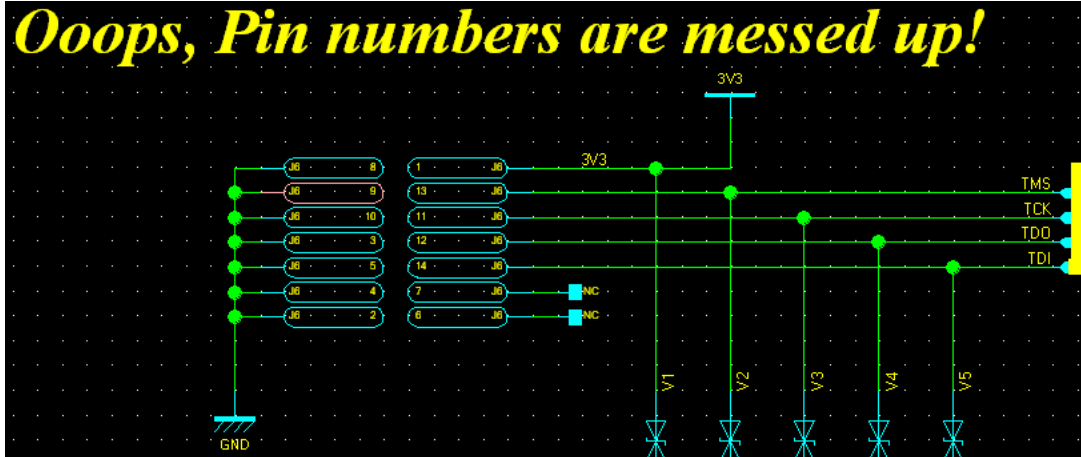 Ooops, Pin numbers are messed up!
3V3
J6 8 1 J6 3V3
J6 9 13 J6 TMS
J6 10 11 J6 TCK
J6 3 12 J6 TDO
J6 5 14 J6 TDI
J6 4 7 J6 NC
J6 2 6 J6 NC
V1 V2 V3 V4 V5
GND